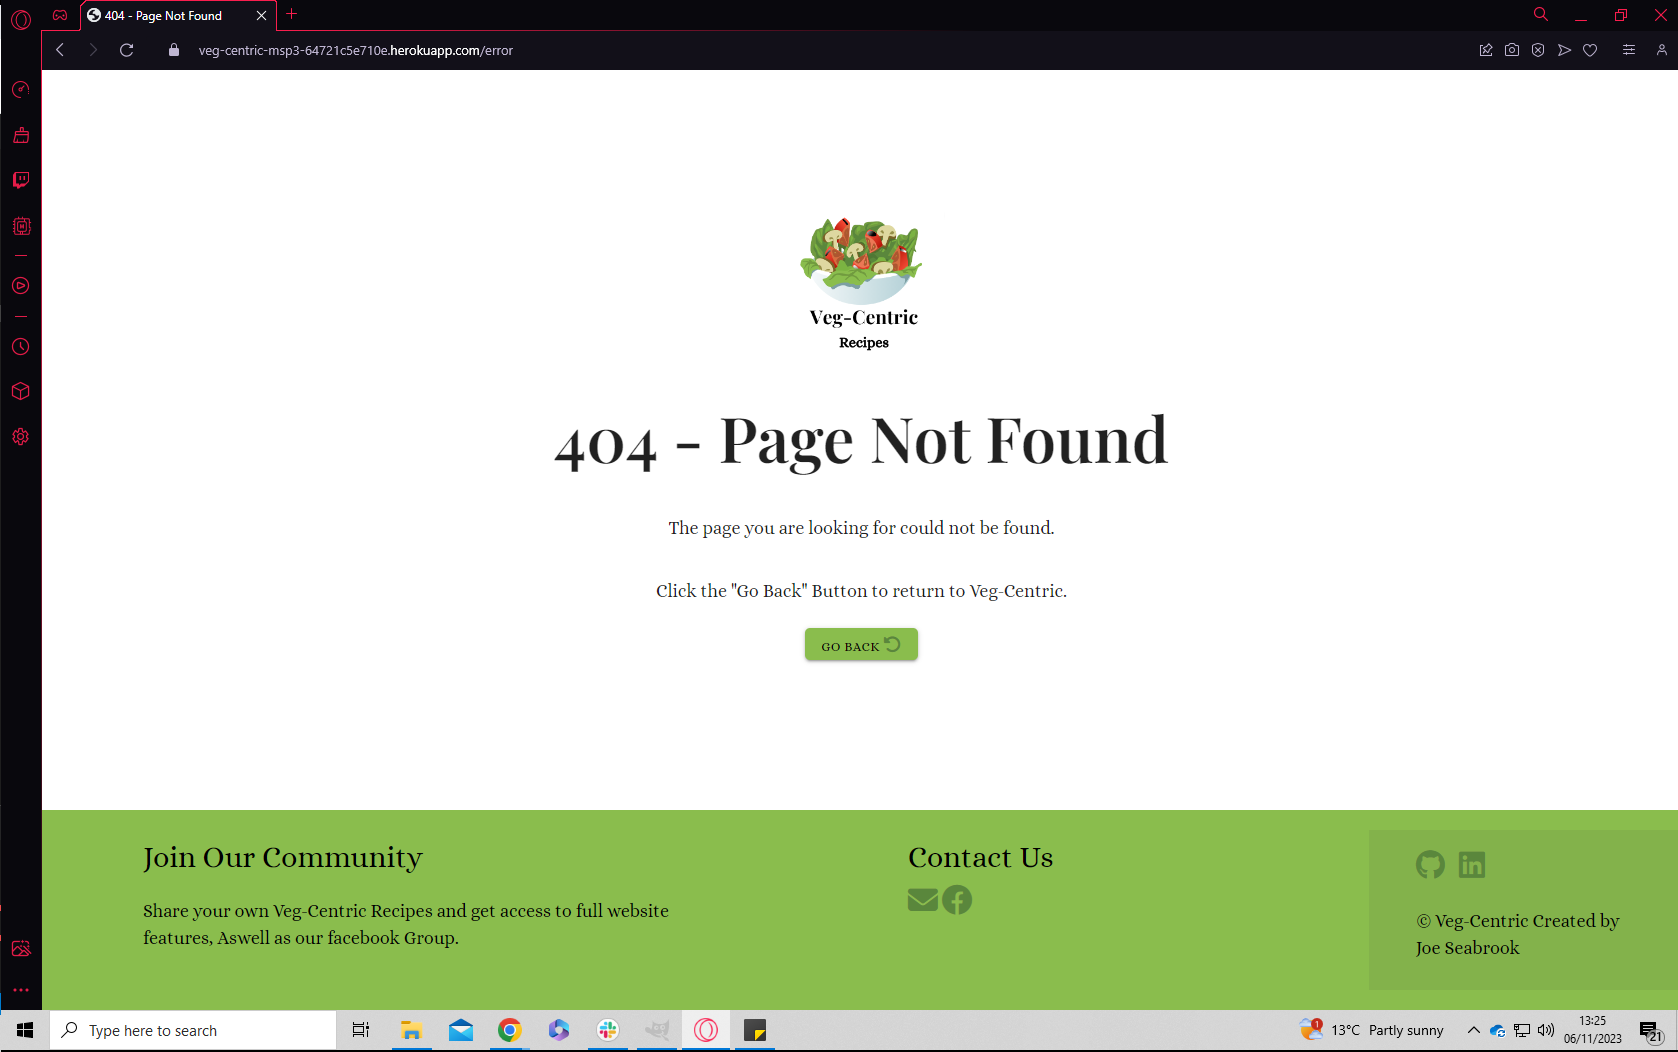 404 - Page Not Found
veg-centric-msp3-64721c5e710e.herokuapp.com/error
Veg-Centric
Recipes
404 - Page Not Found
The page you are looking for could not be found.
Click the "Go Back" Button to return to Veg-Centric.
GO BACK
Join Our Community
Share your own Veg-Centric Recipes and get access to full website
features, Aswell as our facebook Group.
Contact Us
© Veg-Centric Created by
Joe Seabrook
Type here to search
1
13°C Partly sunny
13:25
06/11/2023
21